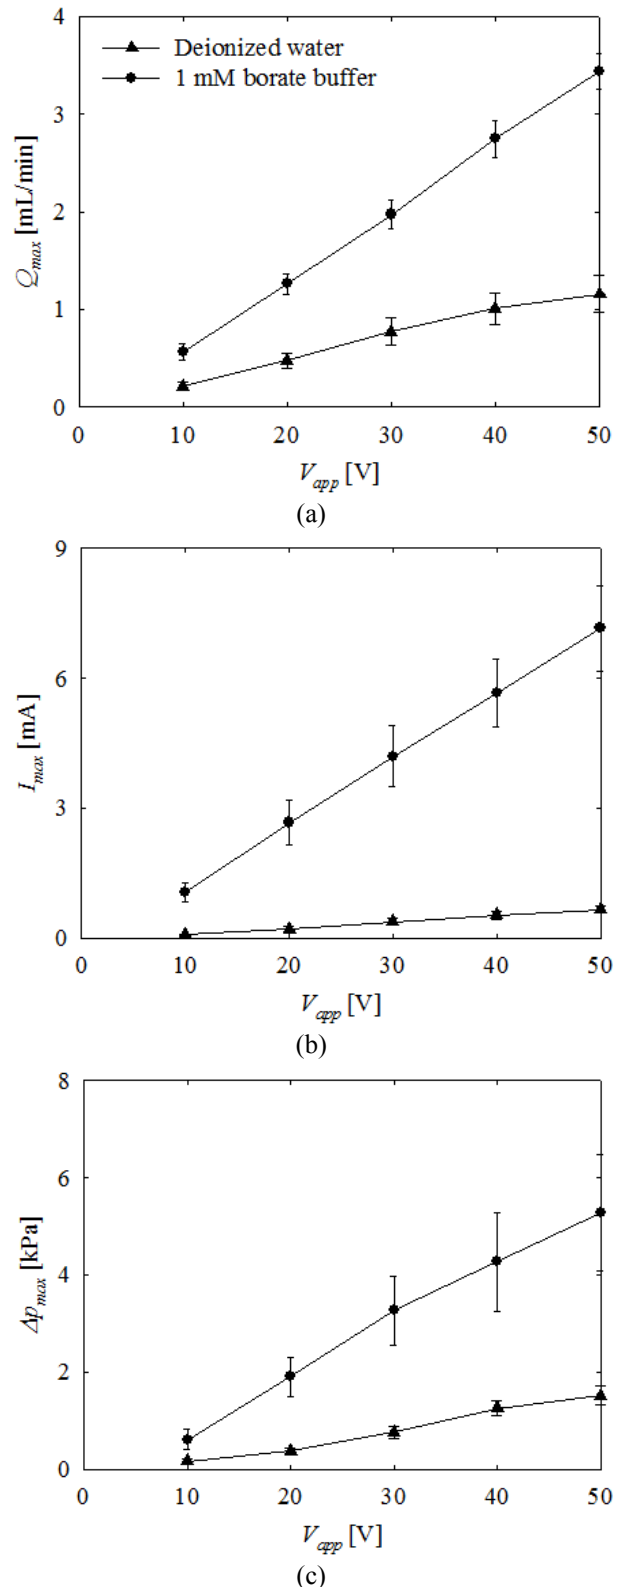 4
Deionized water
1 mM borate buffer
3
2
1
0
Qmax [mL/min]
10 20 30 40 50
Vapp [V]
(a)
9
6
3
0
Imax [mA]
0 10 20 30 40 50
Vapp [V]
(b)
8
6
4
2
0
Δpmax [kPa]
0 10 20 30 40 50
Vapp [V]
(c)